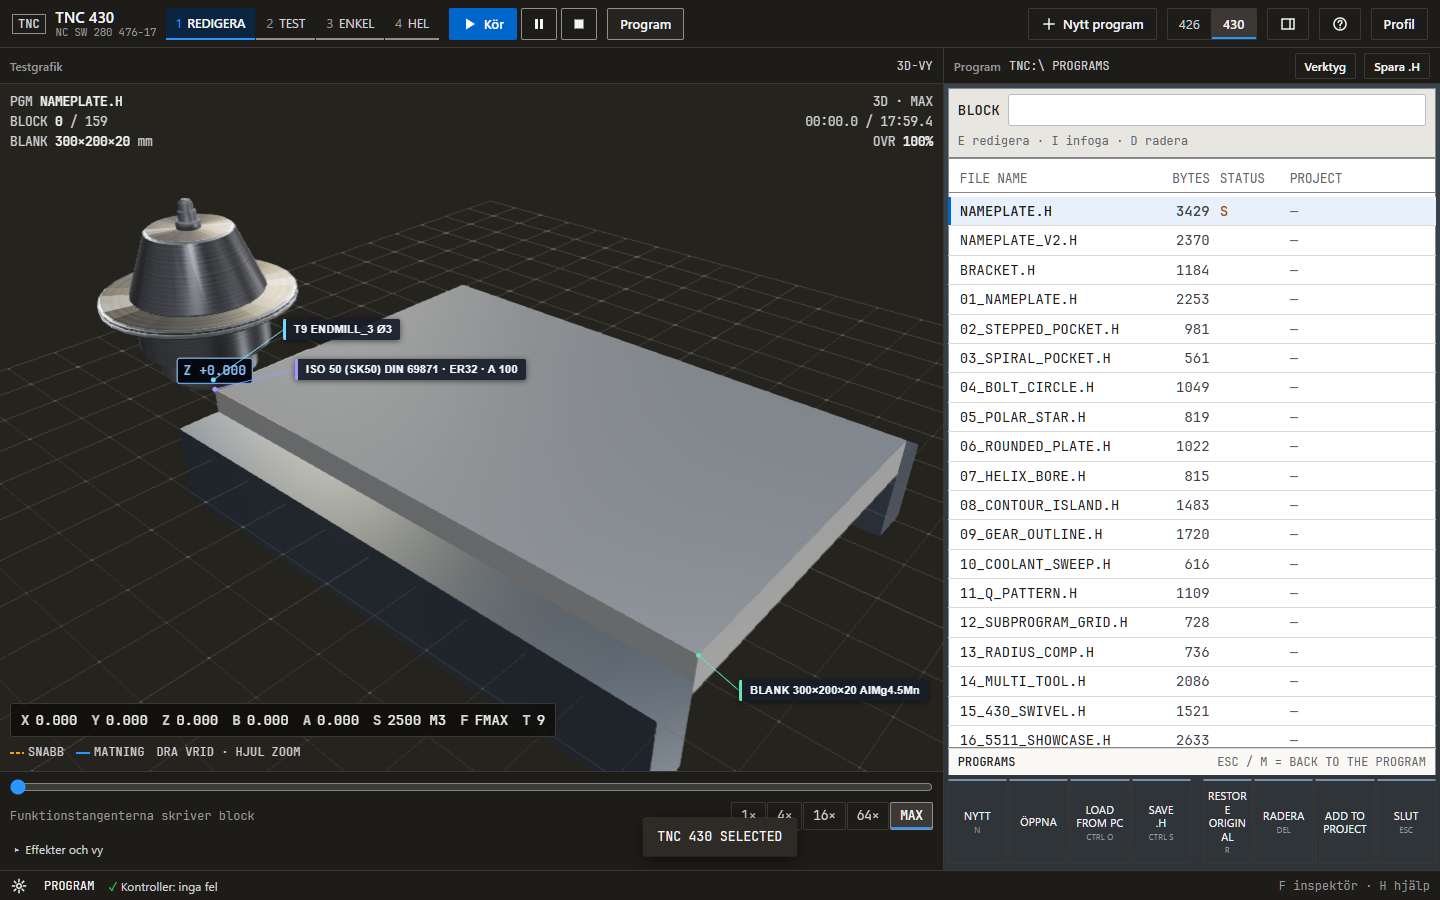 TNC
TNC 430
NC SW 280 476-17
1 REDIGERA
2 TEST
3 ENKEL
4 HEL
Kör
Program
Nytt program
426
430
Profil
Testgrafik
3D-VY
Program TNC:\ PROGRAMS
Verktyg
Spara .H
PGM NAMEPLATE.H
BLOCK 0 / 159
BLANK 300×200×20 mm
3D · MAX
00:00.0 / 17:59.4
OVR 100%
T9 ENDMILL_3 Ø3
Z +0.000
ISO 50 (SK50) DIN 69871 · ER32 · A 100
BLANK 300×200×20 AlMg4.5Mn
X 0.000 Y 0.000 Z 0.000 B 0.000 A 0.000 S 2500 M3 F FMAX T 9
SNABB MATNING DRA VRID · HJUL ZOOM
Funktionstangenterna skriver block
1× 4× 16× 64× MAX
TNC 430 SELECTED
Effekter och vy
BLOCK
E redigera · I infoga · D radera
FILE NAME BYTES STATUS PROJECT
NAMEPLATE.H 3429 S —
NAMEPLATE_V2.H 2370 —
BRACKET.H 1184 —
01_NAMEPLATE.H 2253 —
02_STEPPED_POCKET.H 981 —
03_SPIRAL_POCKET.H 561 —
04_BOLT_CIRCLE.H 1049 —
05_POLAR_STAR.H 819 —
06_ROUNDED_PLATE.H 1022 —
07_HELIX_BORE.H 815 —
08_CONTOUR_ISLAND.H 1483 —
09_GEAR_OUTLINE.H 1720 —
10_COOLANT_SWEEP.H 616 —
11_Q_PATTERN.H 1109 —
12_SUBPROGRAM_GRID.H 728 —
13_RADIUS_COMP.H 736 —
14_MULTI_TOOL.H 2086 —
15_430_SWIVEL.H 1521 —
16_5511_SHOWCASE.H 2633 —
PROGRAMS
ESC / M = BACK TO THE PROGRAM
NYTT
N
ÖPPNA
LOAD
FROM PC
CTRL O
SAVE
.H
CTRL S
RESTOR
E
ORIGIN
AL
R
RADERA
DEL
ADD TO
PROJECT
SLUT
ESC
PROGRAM
✓ Kontroller: inga fel
F inspektör · H hjälp